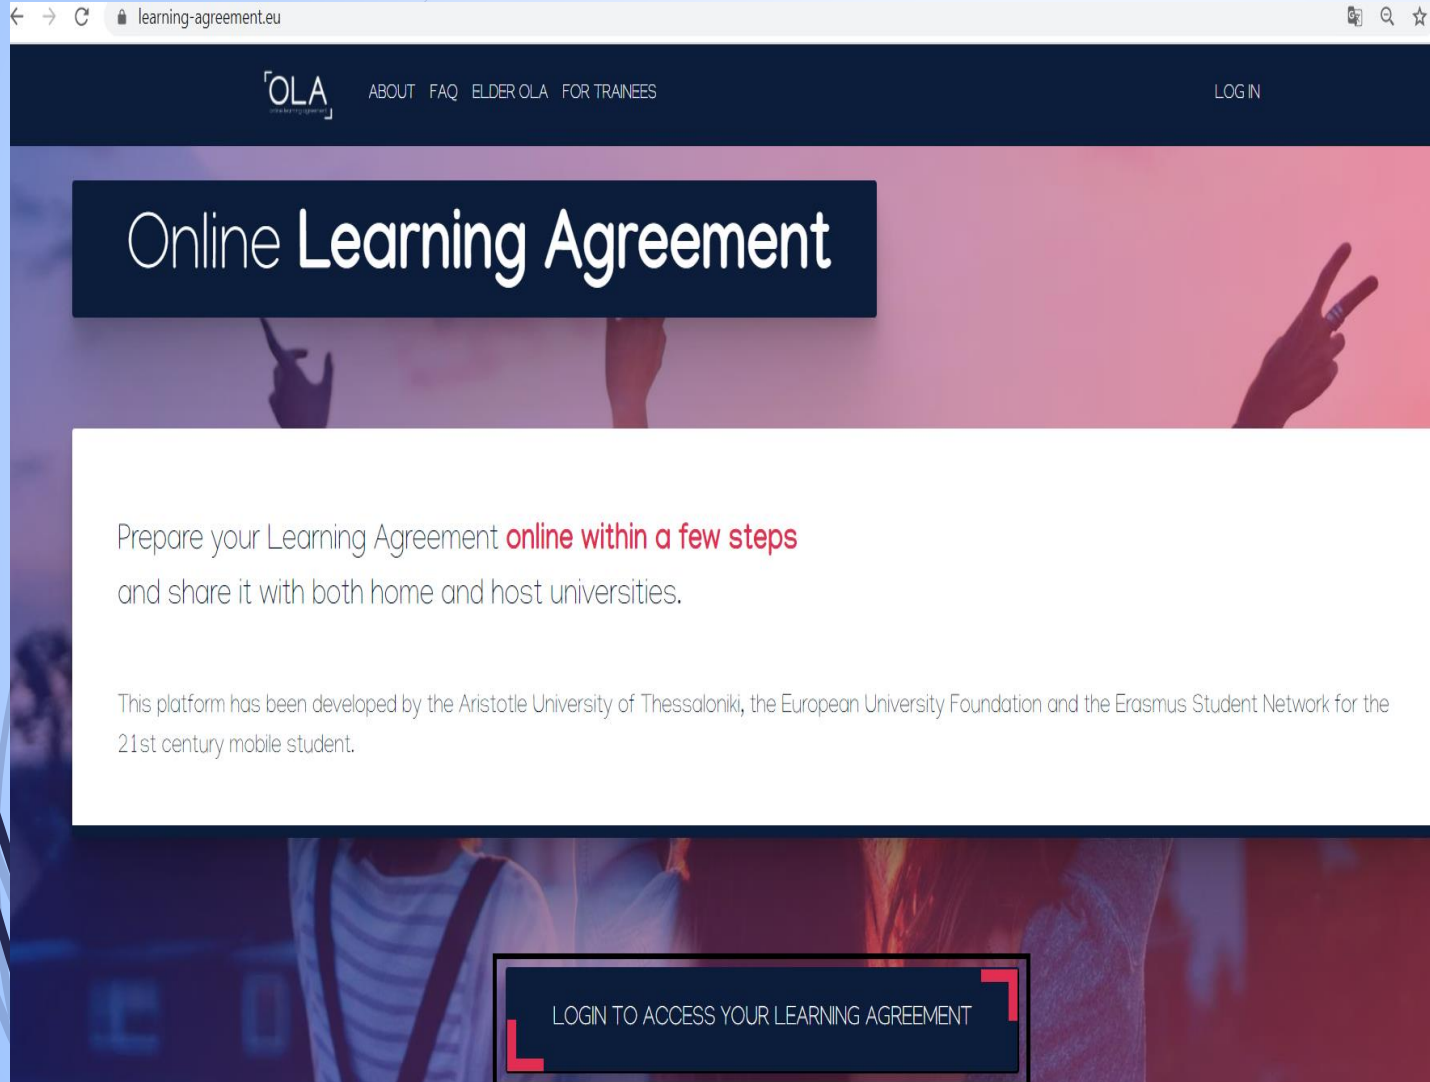 learning-agreement.eu
OLA
online learning agreement
ABOUT FAQ ELDER OLA FOR TRAINEES
LOG IN
Online Learning Agreement
Prepare your Learning Agreement online within a few steps
and share it with both home and host universities.
This platform has been developed by the Aristotle University of Thessaloniki, the European University Foundation and the Erasmus Student Network for the
21st century mobile student.
LOGIN TO ACCESS YOUR LEARNING AGREEMENT